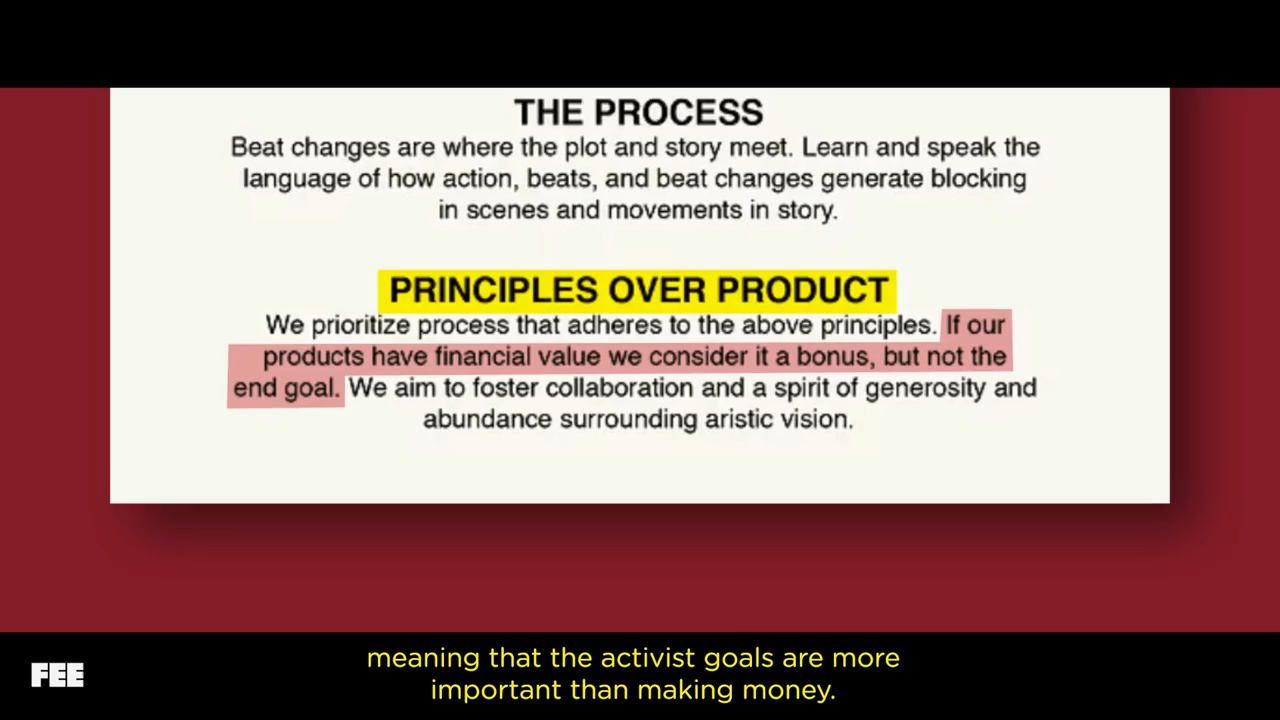 THE PROCESS
Beat changes are where the plot and story meet. Learn and speak the
language of how action, beats, and beat changes generate blocking
in scenes and movements in story.
PRINCIPLES OVER PRODUCT
We prioritize process that adheres to the above principles. If our
products have financial value we consider it a bonus, but not the
end goal. We aim to foster collaboration and a spirit of generosity and
abundance surrounding aristic vision.
FEE
meaning that the activist goals are more
important than making money.